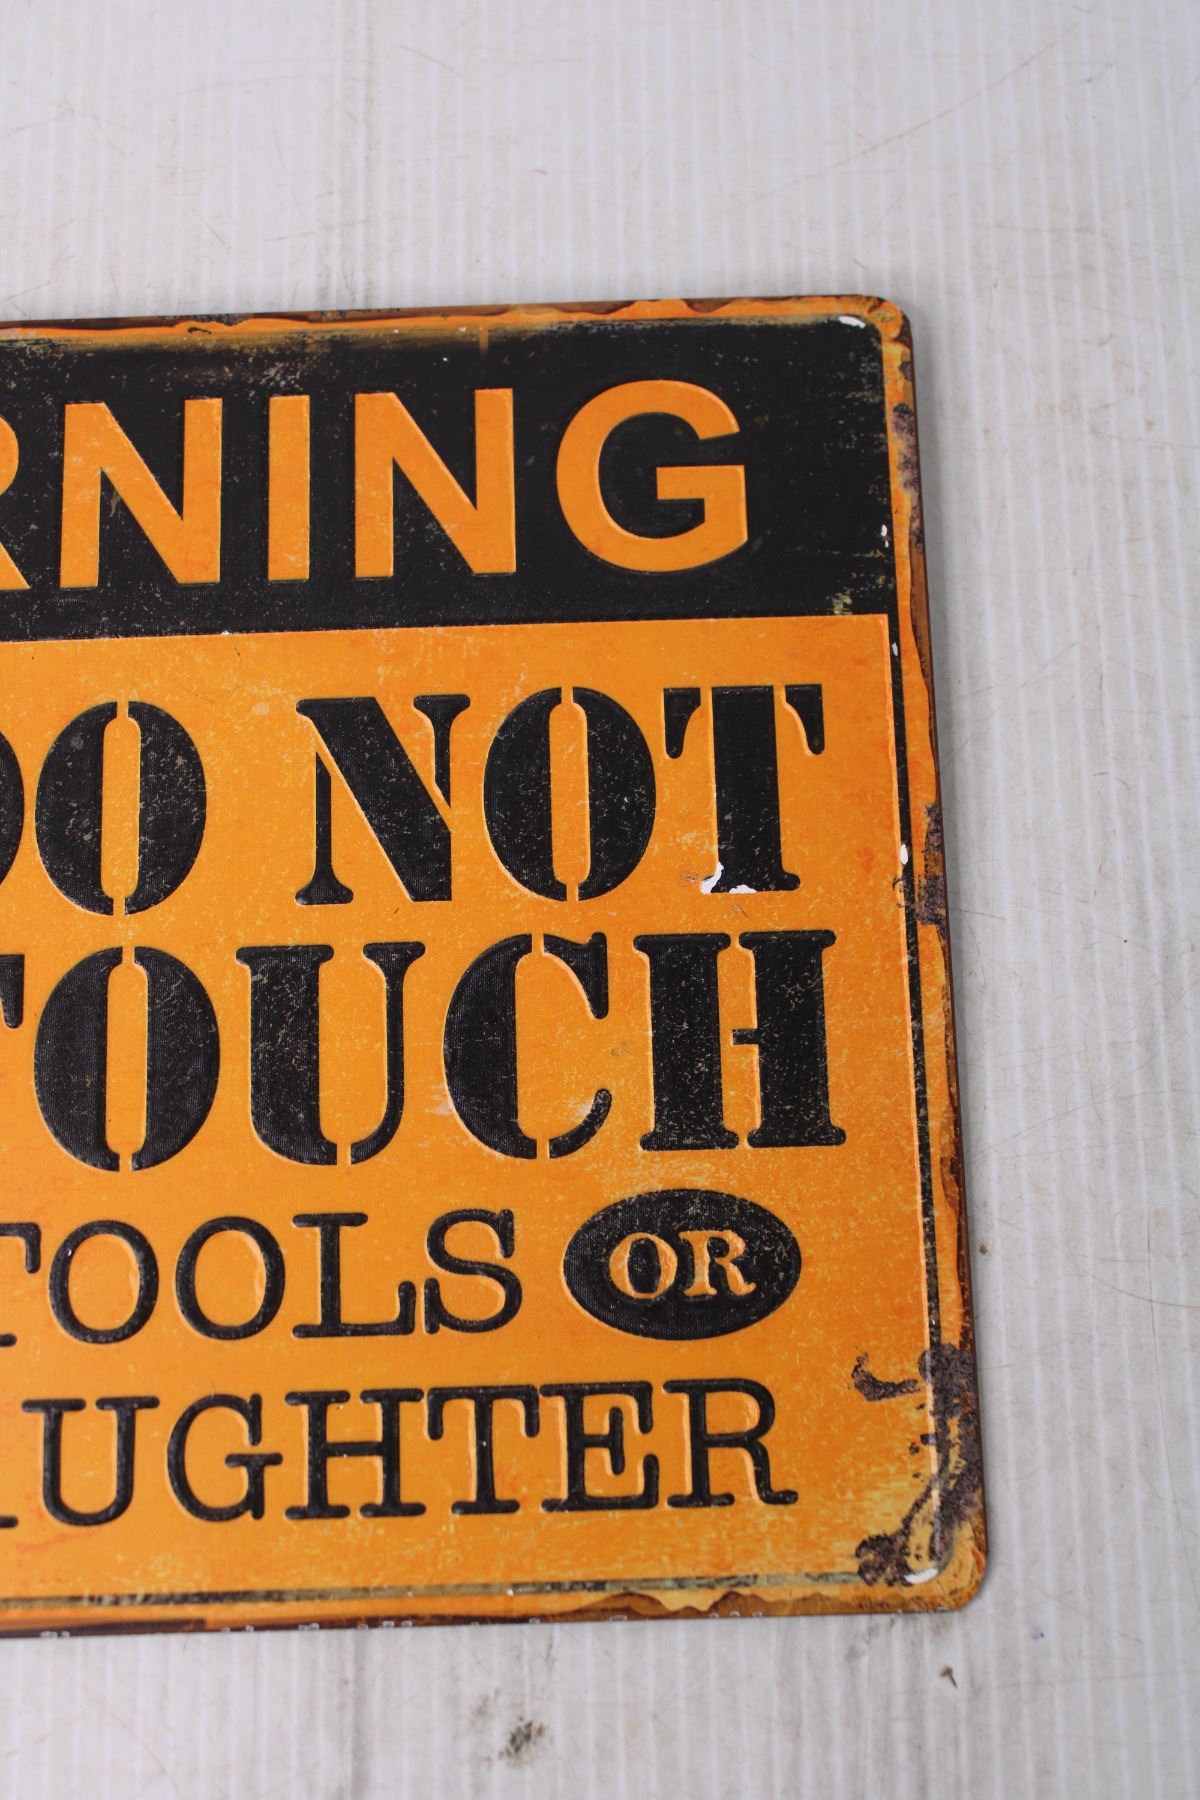 RNING
DO NOT
TOUCH
TOOLS OR
UGHTER